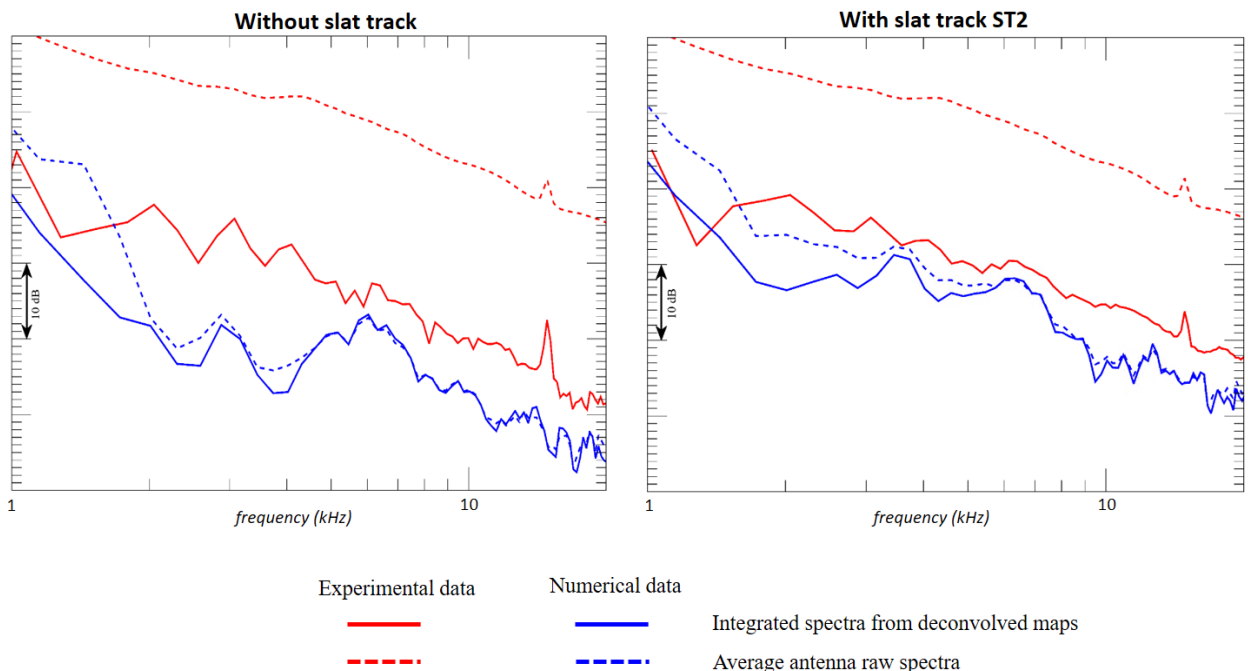 Without slat track
With slat track ST2
10 dB
10 dB
1
10
1
10
frequency (kHz)
frequency (kHz)
Experimental data
Numerical data
Integrated spectra from deconvolved maps
Average antenna raw spectra